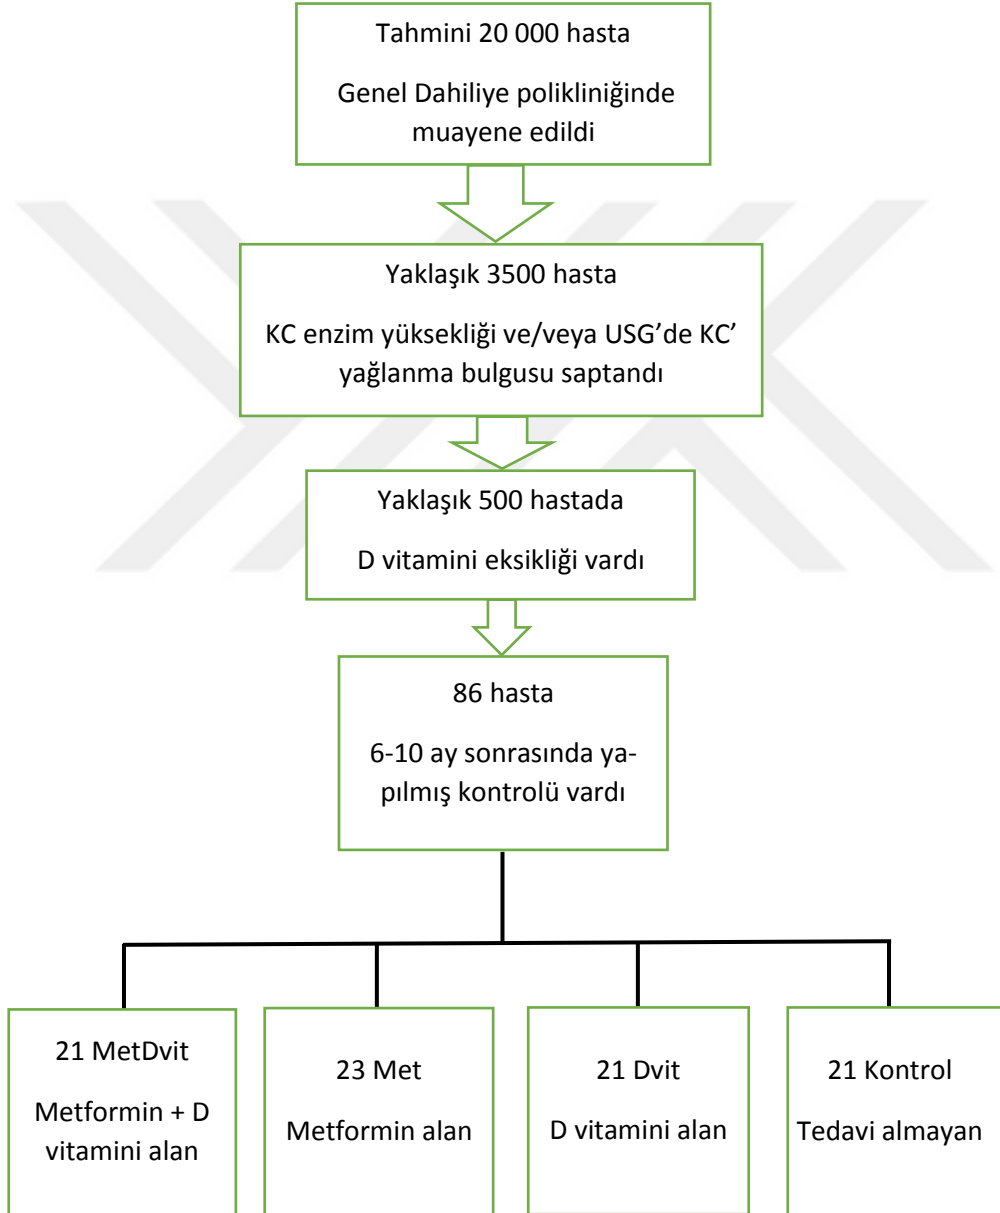 Tahmini 20 000 hasta
Genel Dahiliye polikliniğinde
muayene edildi
Yaklaşık 3500 hasta
KC enzim yüksekliği ve/veya USG’de KC’
yağlanma bulgusu saptandı
Yaklaşık 500 hastada
D vitamini eksikliği vardı
86 hasta
6-10 ay sonrasında ya-
pılmış kontrolü vardı
21 MetDvit
Metformin + D
vitamini alan
23 Met
Metformin alan
21 Dvit
D vitamini alan
21 Kontrol
Tedavi almayan